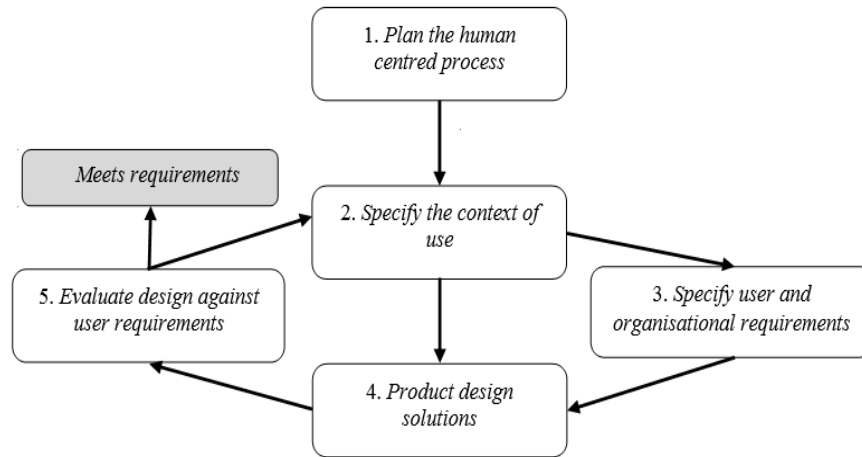 1. Plan the human
centred process
Meets requirements
2. Specify the context of
use
5. Evaluate design against
user requirements
3. Specify user and
organisational requirements
4. Product design
solutions